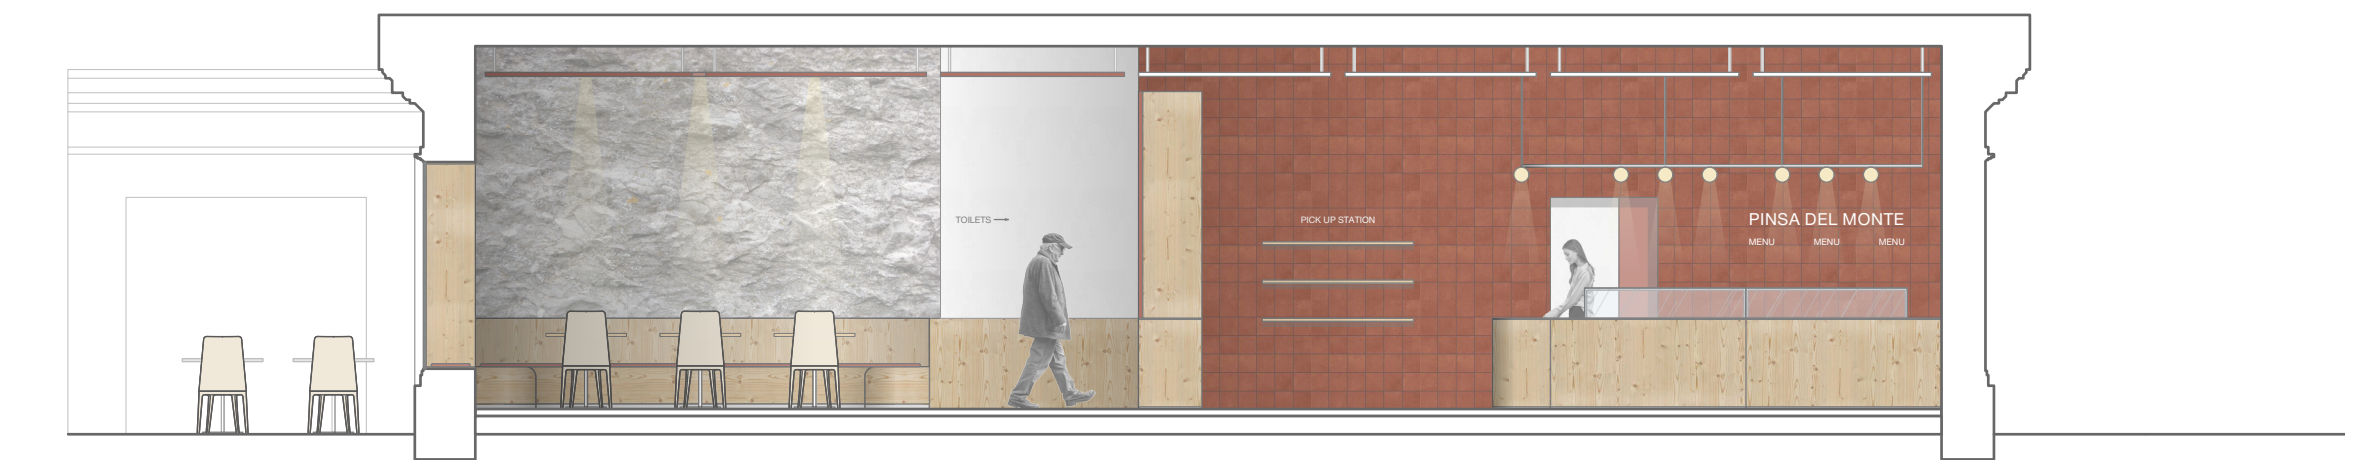 TOILETS
PICK UP STATION
PINSA DEL MONTE
MENU MENU MENU